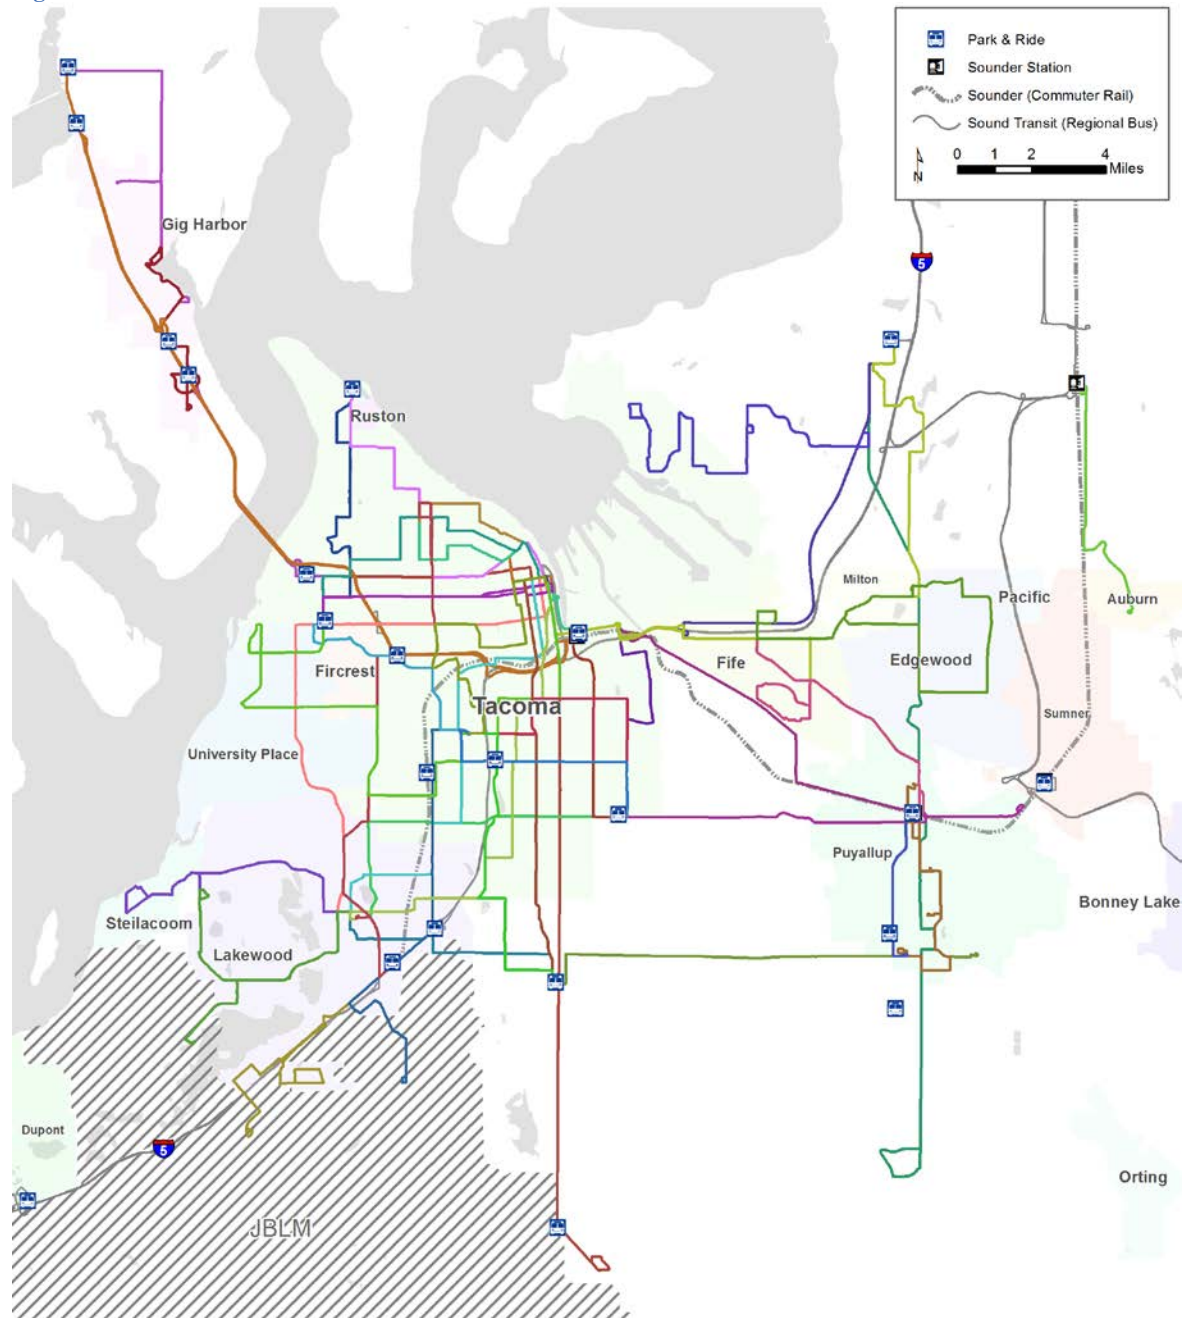 Park & Ride
Sounder Station
Sounder (Commuter Rail)
Sound Transit (Regional Bus)
0 1 2 4
Miles
N
Gig Harbor
5
Ruston
Milton
Pacific
Auburn
Fircrest
Fife
Edgewood
Tacoma
Sumner
University Place
Puyallup
Bonney Lake
Steilacoom
Lakewood
Dupont
5
Orting
JBLM